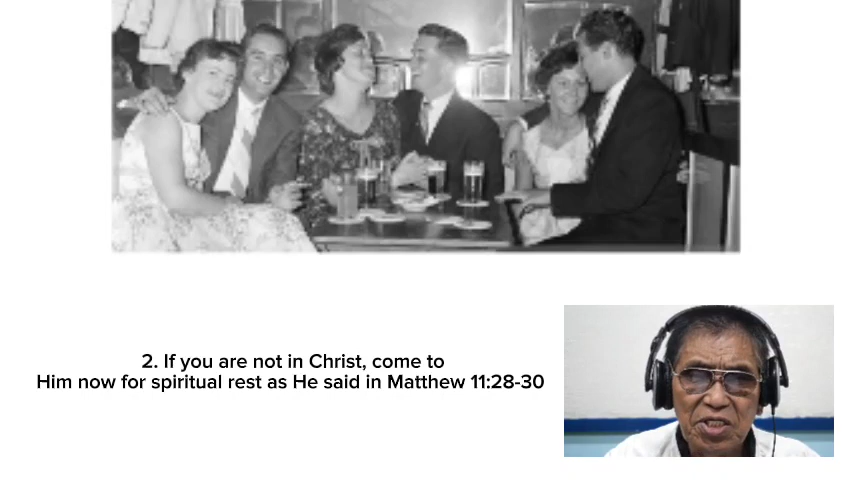 2. If you are not in Christ, come to
Him now for spiritual rest as He said in Matthew 11:28-30